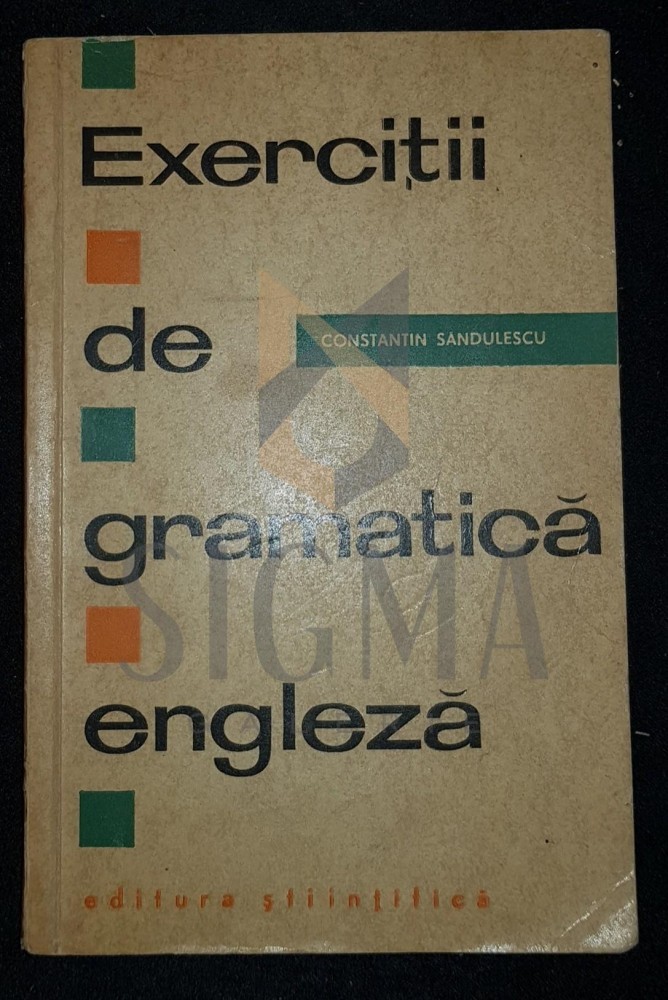 Exerciții
de
CONSTANTIN SANDULESCU
gramatică
SIGMA
engleză
editura științifică